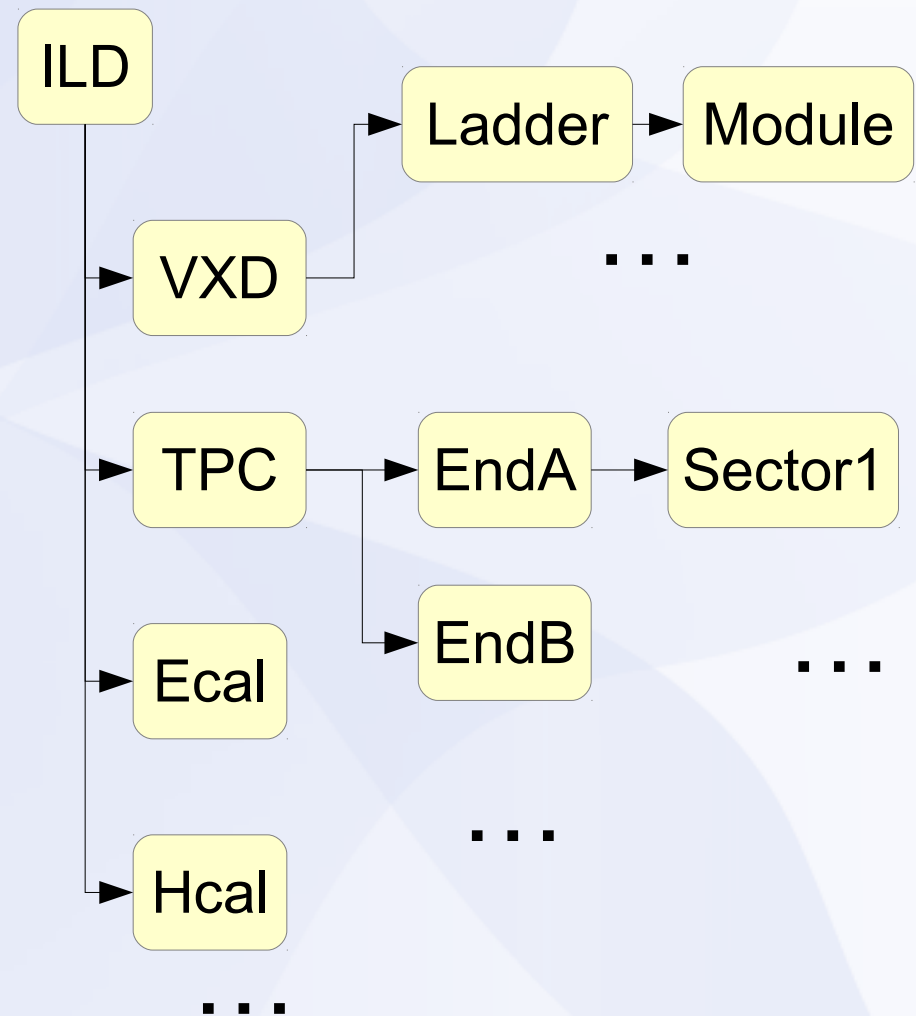 ILD
Ladder
Module
VXD
...
TPC
EndA
Sector1
EndB
...
Ecal
...
Hcal
...